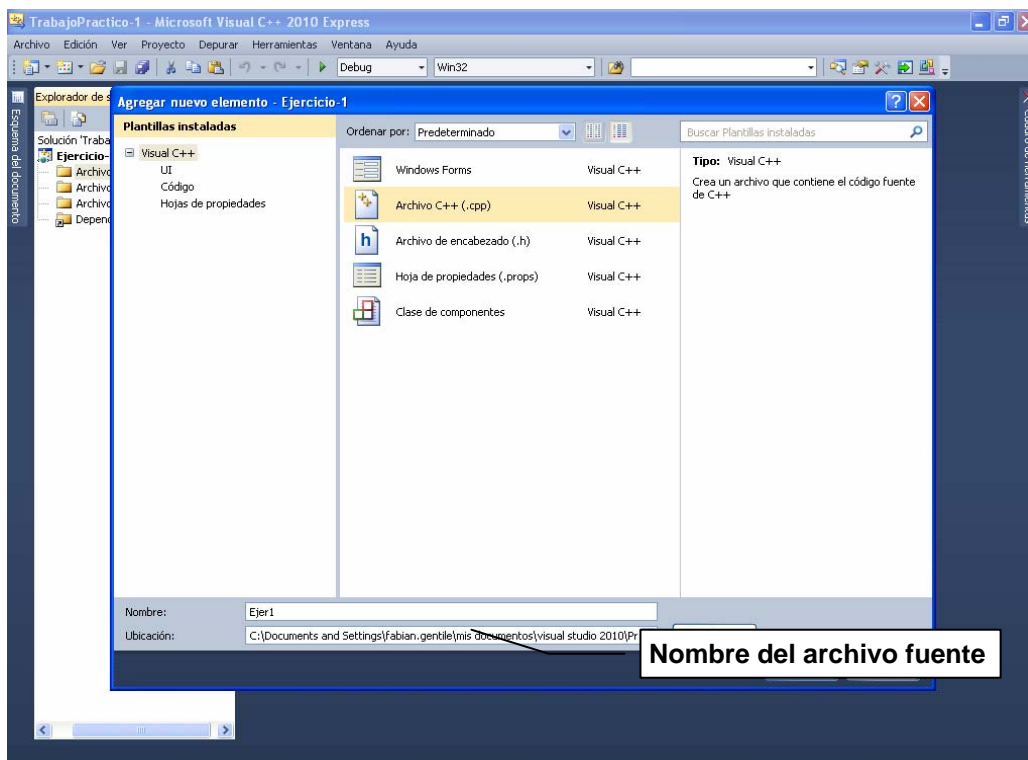 TrabajoPractico-1 - Microsoft Visual C++ 2010 Express
Archivo Edición Ver Proyecto Depurar Herramientas Ventana Ayuda
Debug Win32
Esquema del documento
Explorador de s
Solución 'Traba
Ejercicio-
Archivo
Archivo
Archivo
Depend
Agregar nuevo elemento - Ejercicio-1
Plantillas instaladas
Visual C++
UI
Código
Hojas de propiedades
Ordenar por: Predeterminado
Windows Forms Visual C++
Archivo C++ (.cpp) Visual C++
Archivo de encabezado (.h) Visual C++
Hoja de propiedades (.props) Visual C++
Clase de componentes Visual C++
Buscar Plantillas instaladas
Tipo: Visual C++
Crea un archivo que contiene el código fuente
de C++
Nombre: Ejer1
Ubicación: C:\Documents and Settings\fabian.gentile\mis documentos\visual studio 2010\Pr
Nombre del archivo fuente